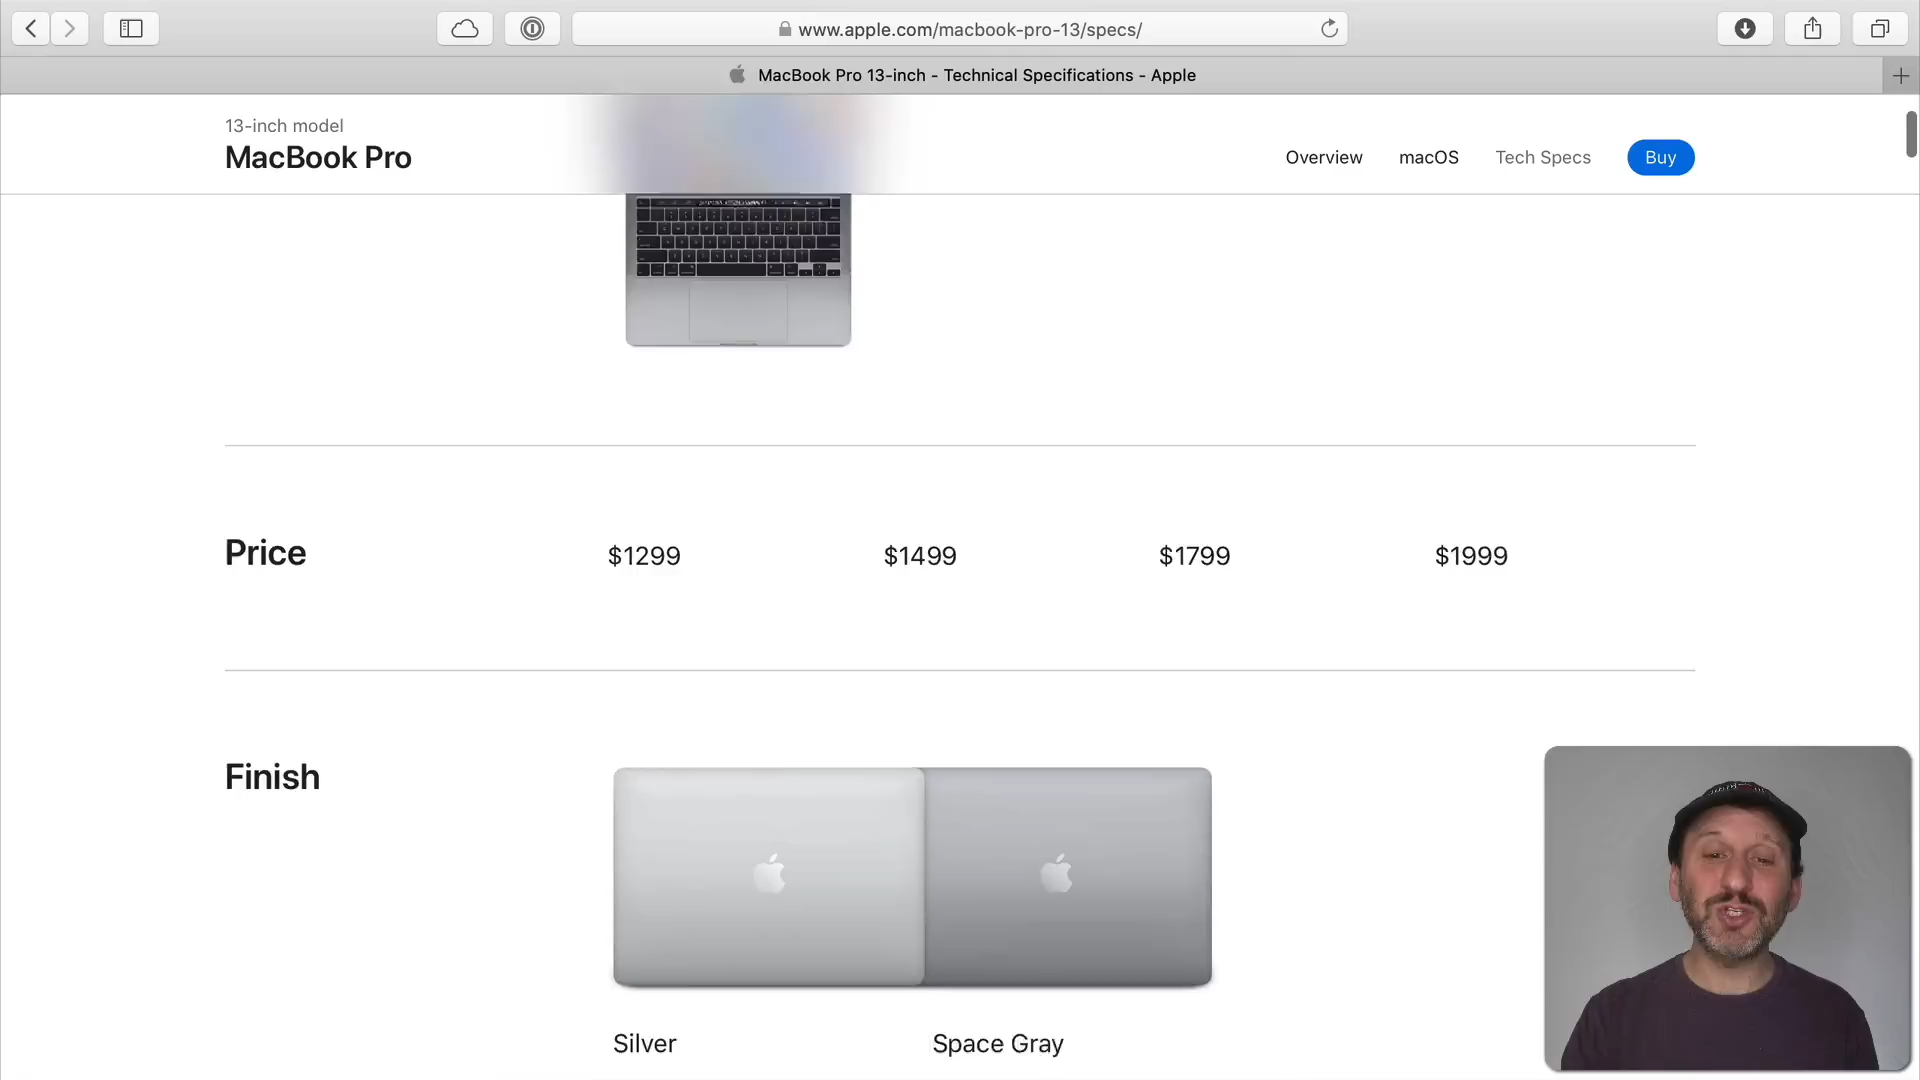 www.apple.com/macbook-pro-13/specs/
MacBook Pro 13-inch - Technical Specifications - Apple
13-inch model
MacBook Pro
Overview macOS Tech Specs Buy
Price $1299 $1499 $1799 $1999
Finish
Silver Space Gray